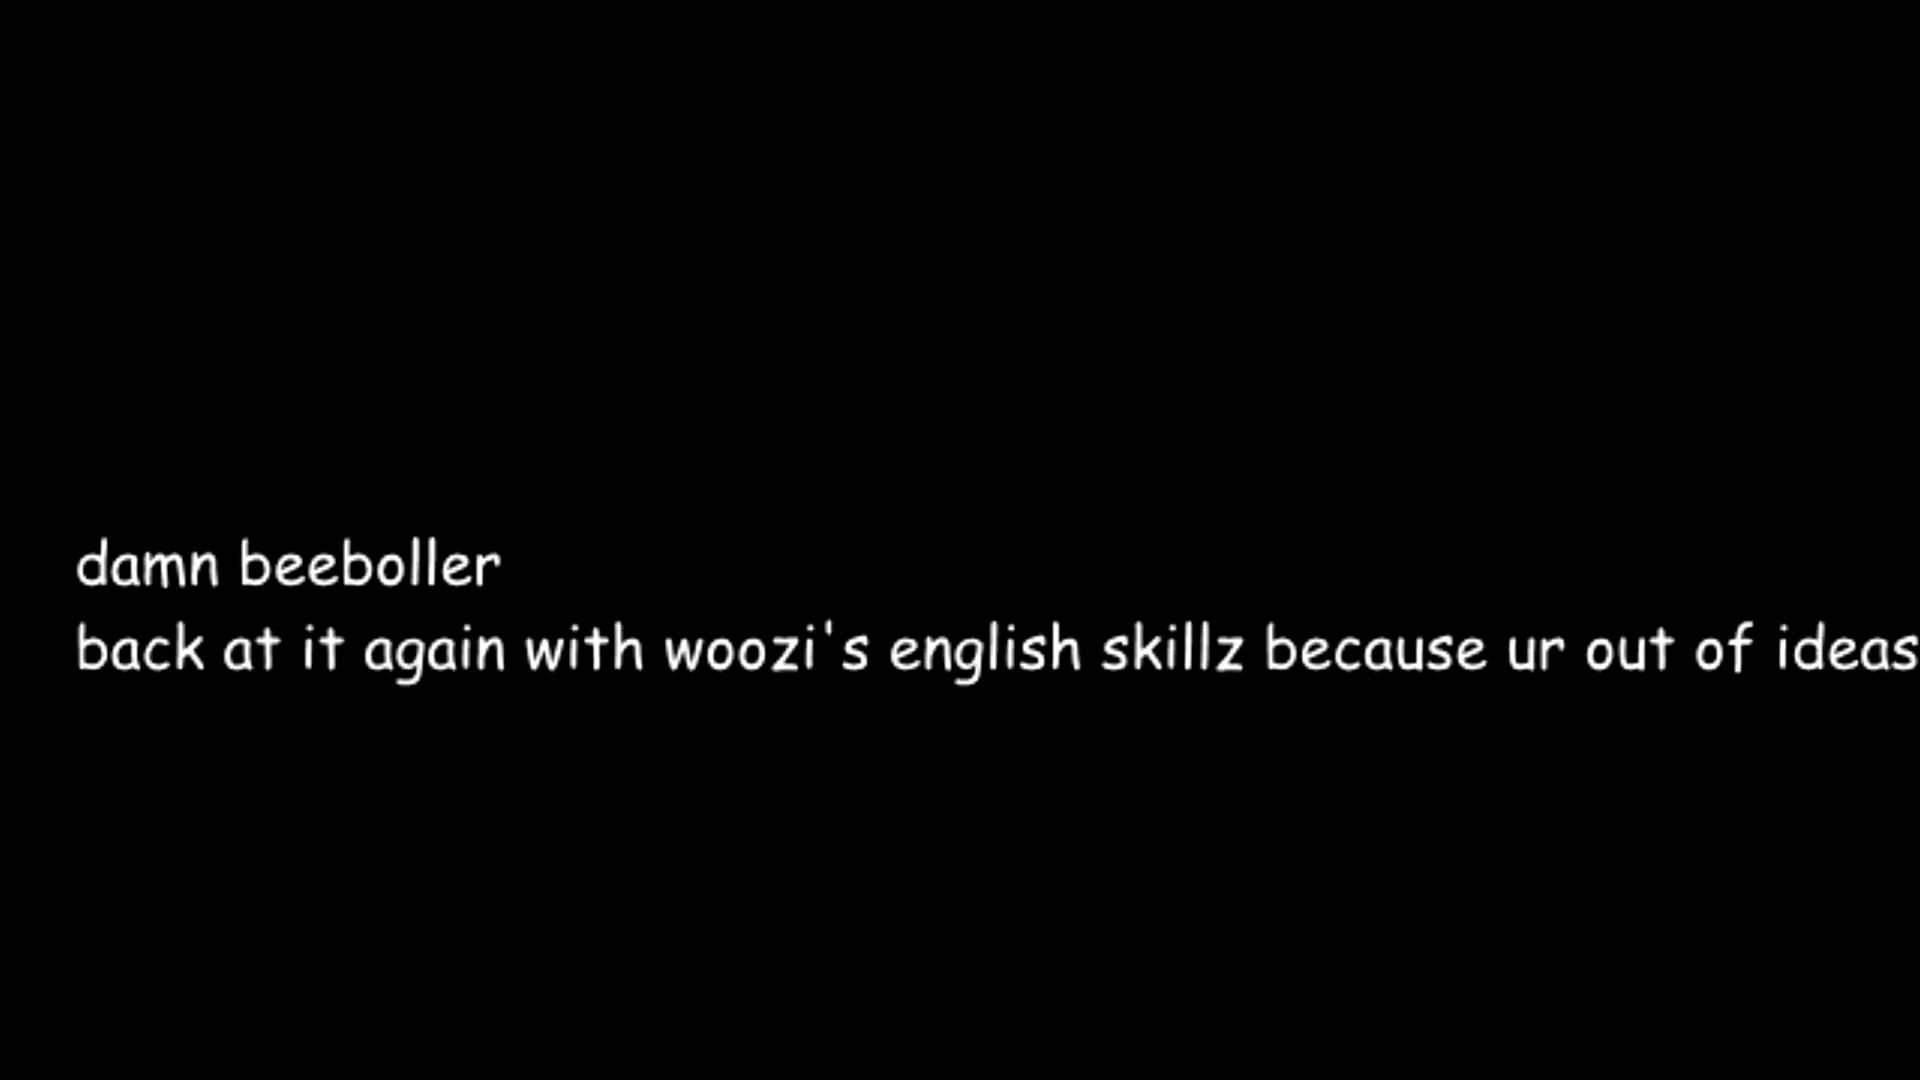 damn beeboller
back at it again with woozi's english skillz because ur out of ideas